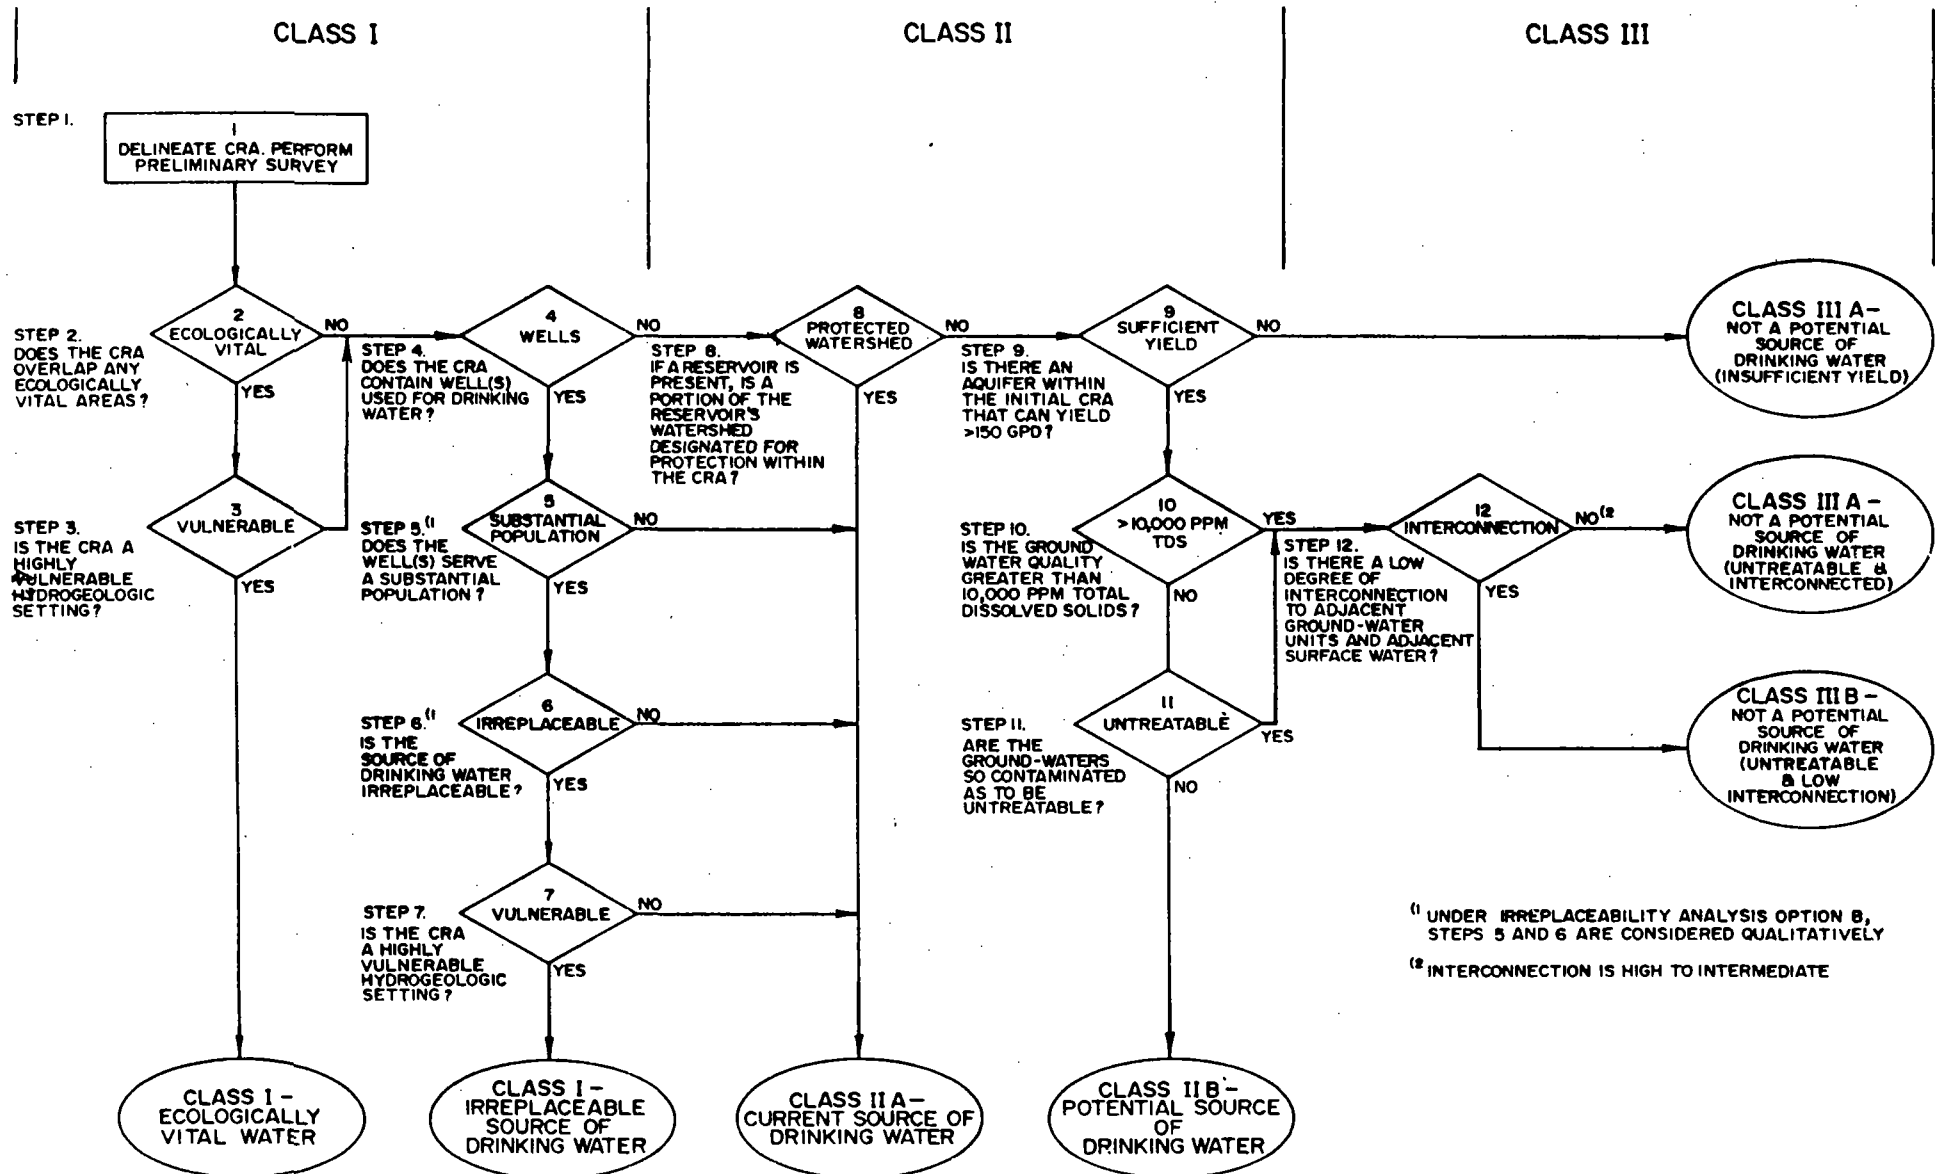 CLASS I
CLASS II
CLASS III
STEP 1.
1
DELINEATE CRA. PERFORM
PRELIMINARY SURVEY
STEP 2.
DOES THE CRA
OVERLAP ANY
ECOLOGICALLY
VITAL AREAS?
2
ECOLOGICALLY
VITAL
NO
YES
STEP 3.
IS THE CRA A
HIGHLY
VULNERABLE
HYDROGEOLOGIC
SETTING?
3
VULNERABLE
YES
CLASS I -
ECOLOGICALLY
VITAL WATER
STEP 4.
DOES THE CRA
CONTAIN WELL(S)
USED FOR DRINKING
WATER?
4
WELLS
NO
YES
STEP 5.(1
DOES THE
WELL(S) SERVE
A SUBSTANTIAL
POPULATION?
5
SUBSTANTIAL
POPULATION
NO
YES
STEP 6.(1
IS THE
SOURCE OF
DRINKING WATER
IRREPLACEABLE?
6
IRREPLACEABLE
NO
YES
STEP 7.
IS THE CRA
A HIGHLY
VULNERABLE
HYDROGEOLOGIC
SETTING?
7
VULNERABLE
NO
YES
CLASS I -
IRREPLACEABLE
SOURCE OF
DRINKING WATER
STEP 8.
IF A RESERVOIR IS
PRESENT, IS A
PORTION OF THE
RESERVOIR'S
WATERSHED
DESIGNATED FOR
PROTECTION WITHIN
THE CRA?
8
PROTECTED
WATERSHED
NO
YES
CLASS II A-
CURRENT SOURCE OF
DRINKING WATER
STEP 9.
IS THERE AN
AQUIFER WITHIN
THE INITIAL CRA
THAT CAN YIELD
>150 GPD?
9
SUFFICIENT
YIELD
NO
YES
STEP 10.
IS THE GROUND
WATER QUALITY
GREATER THAN
10,000 PPM TOTAL
DISSOLVED SOLIDS?
10
>10,000 PPM
TDS
YES
NO
STEP 11.
ARE THE
GROUND-WATERS
SO CONTAMINATED
AS TO BE
UNTREATABLE?
11
UNTREATABLE
YES
NO
CLASS II B-
POTENTIAL SOURCE
OF
DRINKING WATER
STEP 12.
IS THERE A LOW
DEGREE OF
INTERCONNECTION
TO ADJACENT
GROUND-WATER
UNITS AND ADJACENT
SURFACE WATER?
12
INTERCONNECTION
NO(2
YES
CLASS III A-
NOT A POTENTIAL
SOURCE OF
DRINKING WATER
(INSUFFICIENT YIELD)
CLASS III A-
NOT A POTENTIAL
SOURCE OF
DRINKING WATER
(UNTREATABLE &
INTERCONNECTED)
CLASS III B-
NOT A POTENTIAL
SOURCE OF
DRINKING WATER
(UNTREATABLE
& LOW
INTERCONNECTION)
(1 UNDER IRREPLACEABILITY ANALYSIS OPTION B,
STEPS 5 AND 6 ARE CONSIDERED QUALITATIVELY
(2 INTERCONNECTION IS HIGH TO INTERMEDIATE